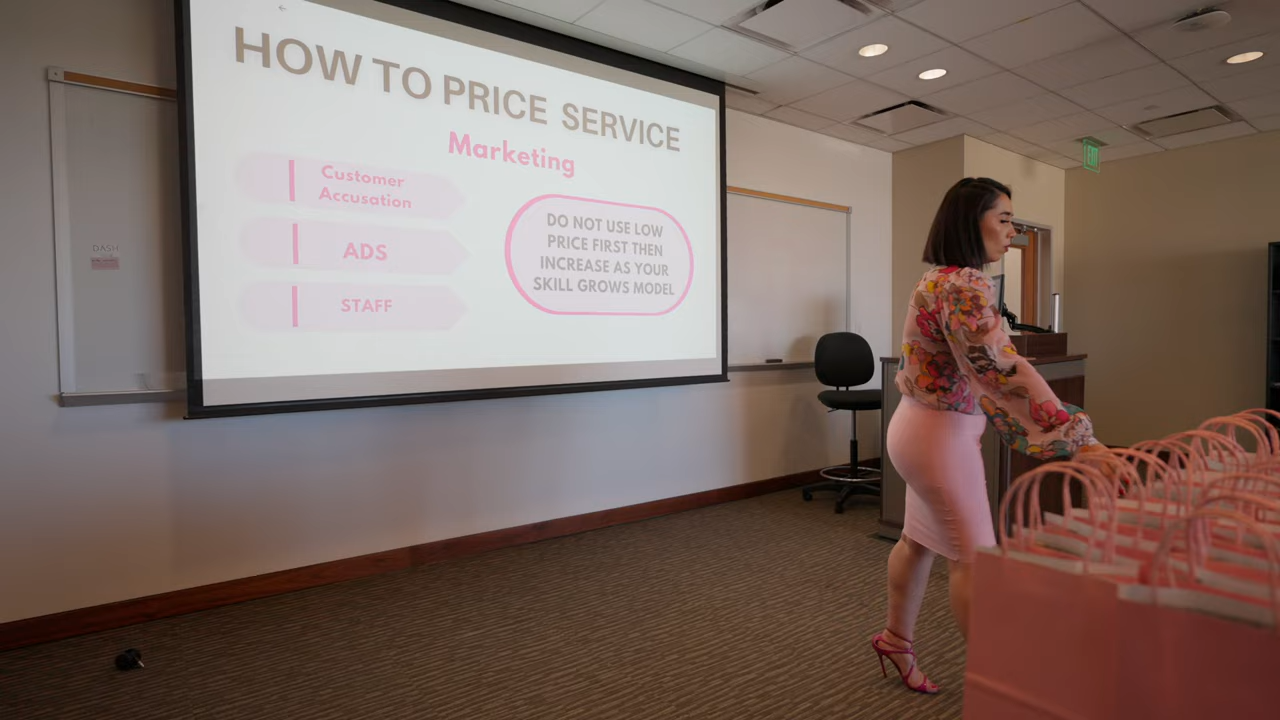 HOW TO PRICE SERVICE
Marketing
Customer
Accusation
ADS
STAFF
DO NOT USE LOW
PRICE FIRST THEN
INCREASE AS YOUR
SKILL GROWS MODEL
DASH